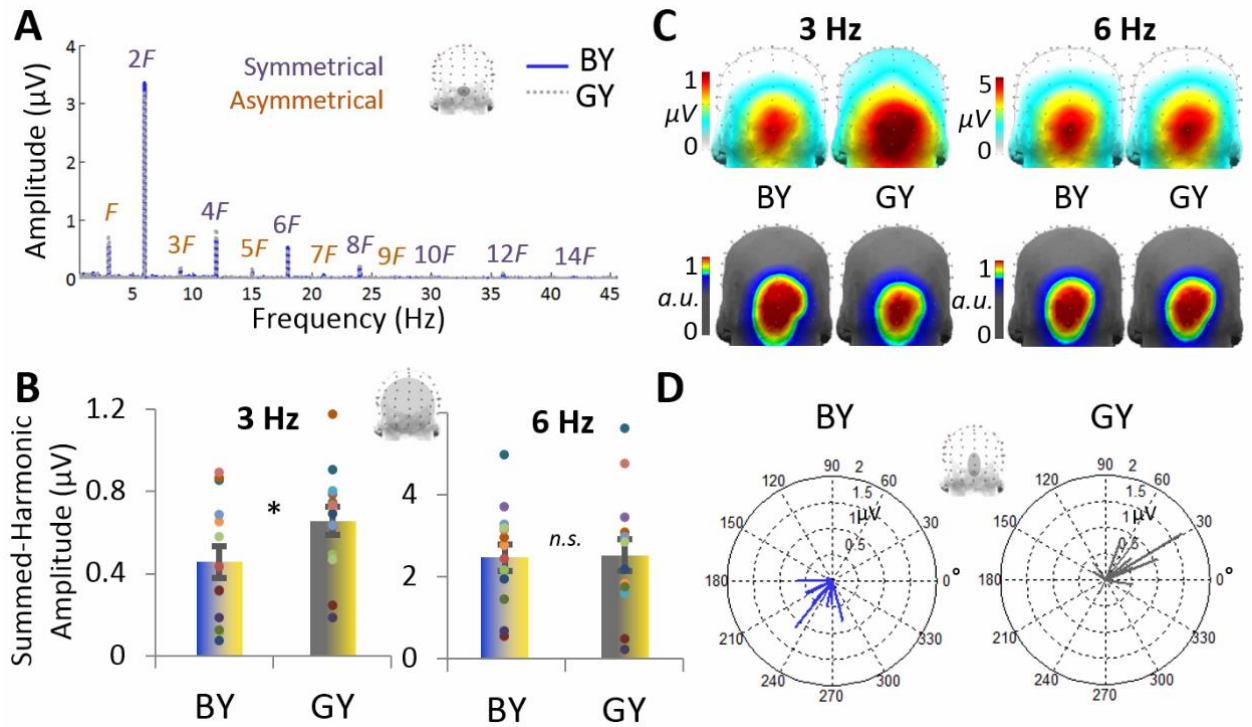 A
Amplitude (µV)
4
3
2
1
0
2F
Symmetrical
Asymmetrical
BY
GY
F
3F
4F
5F
6F
7F
8F
9F
10F
12F
14F
5 10 15 20 25 30 35 40 45
Frequency (Hz)
B
Summed-Harmonic
Amplitude (µV)
1.2
0.8
0.4
0
3 Hz
*
BY GY
6 Hz
4
2
0
n.s.
BY GY
C
3 Hz 6 Hz
1
µV
0
5
µV
0
BY GY BY GY
1
a.u.
0
1
a.u.
0
D
BY
90 2
120 60
1.5
150 1 µV 30
0.5
180 0
210 330
240 300
270
GY
90 2
120 60
1.5
150 1 µV 30
0.5
180 0°
210 330
240 300
270